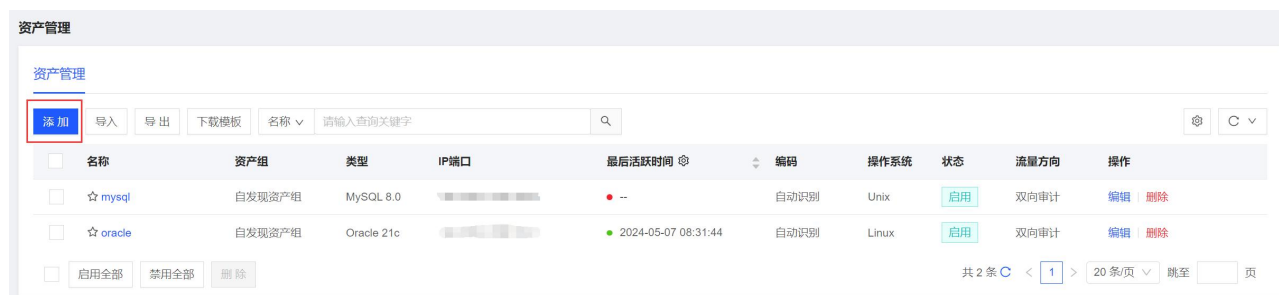 资产管理
资产管理
添加 导入 导出 下载模板 名称 请输入查询关键字
名称 资产组 类型 IP端口 最后活跃时间 编码 操作系统 状态 流量方向 操作
mysql 自发现资产组 MySQL 8.0 -- 自动识别 Unix 启用 双向审计 编辑 删除
oracle 自发现资产组 Oracle 21c 2024-05-07 08:31:44 自动识别 Linux 启用 双向审计 编辑 删除
启用全部 禁用全部 删除 共 2 条 < 1 > 20 条/页 跳至 页